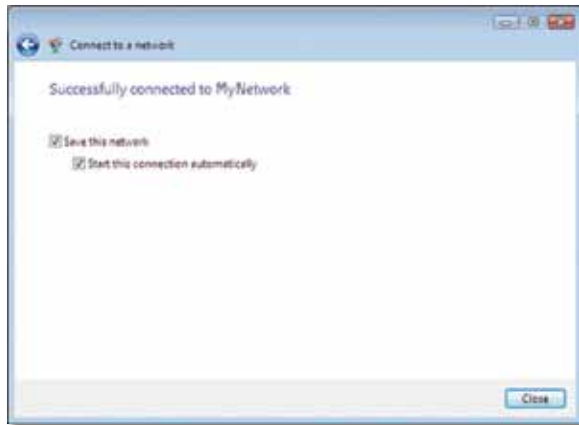 Connect to a network
Successfully connected to MyNetwork
Save this network
Start this connection automatically
Close